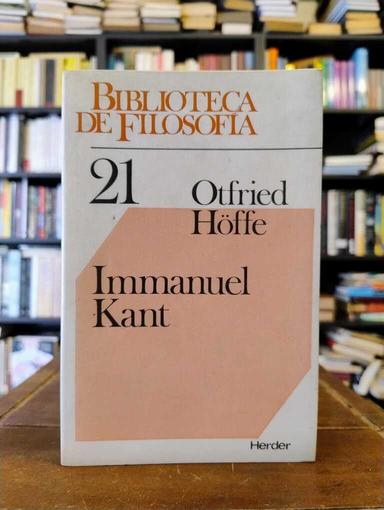 BIBLIOTECA
DE FILOSOFÍA
21
Otfried
Höffe
Immanuel
Kant
Herder